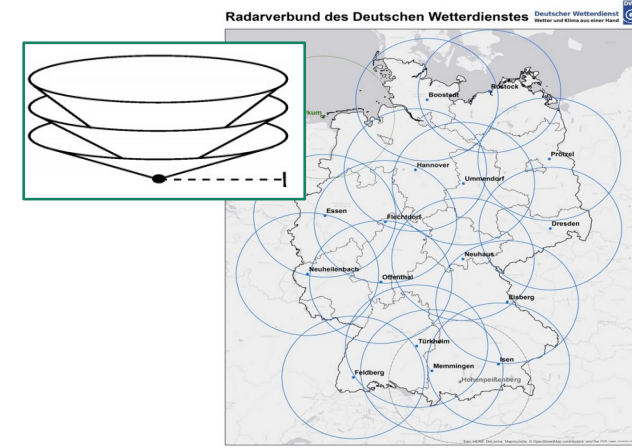 Radarverbund des Deutschen Wetterdienstes
Deutscher Wetterdienst
Wetter und Klima aus einer Hand
Boostedt
Rostock
Prötzel
Hannover
Ummendorf
Essen
Flechtdorf
Dresden
Neuhaus
Neuheilenbach
Offenthal
Eisberg
Türkheim
Isen
Memmingen
Feldberg
Hohenpeißenberg